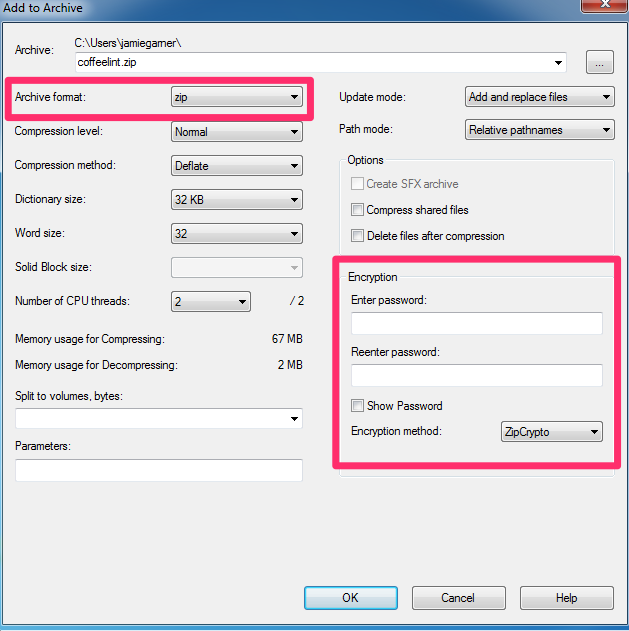 Add to Archive
Archive:
C:\Users\jamiegarner\
coffeelint.zip
...
Archive format:
zip
Compression level:
Normal
Compression method:
Deflate
Dictionary size:
32 KB
Word size:
32
Solid Block size:
Number of CPU threads:
2
/ 2
Memory usage for Compressing:
67 MB
Memory usage for Decompressing:
2 MB
Split to volumes, bytes:
Parameters:
Update mode:
Add and replace files
Path mode:
Relative pathnames
Options
Create SFX archive
Compress shared files
Delete files after compression
Encryption
Enter password:
Reenter password:
Show Password
Encryption method:
ZipCrypto
OK
Cancel
Help